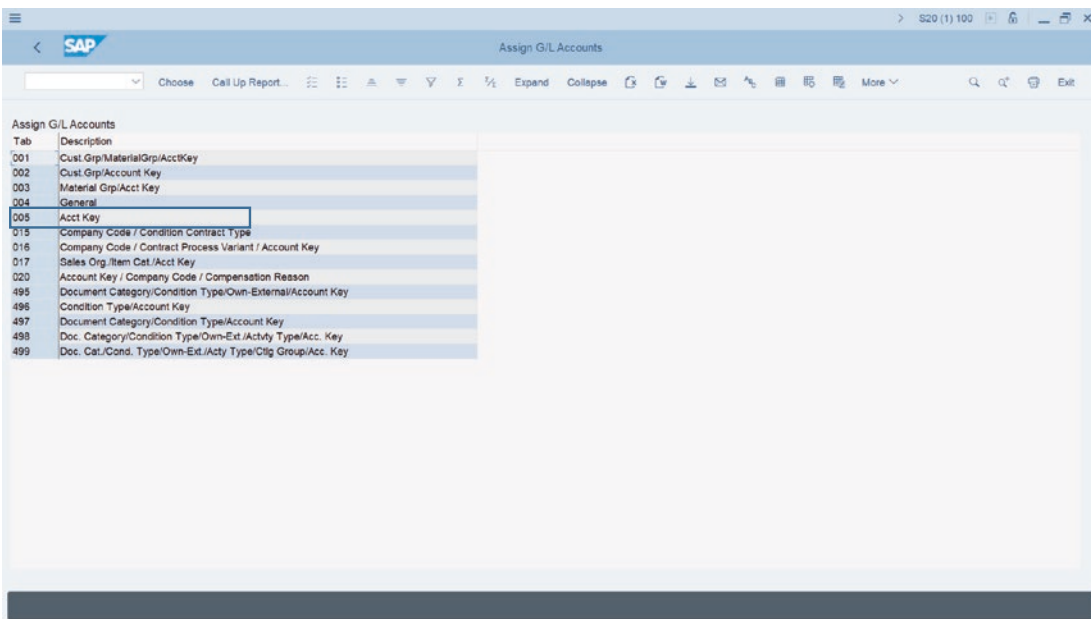 S20 (1) 100
SAP
Assign G/L Accounts
Choose Call Up Report... Expand Collapse More Exit
Assign G/L Accounts
Tab Description
001 Cust.Grp/MaterialGrp/AcctKey
002 Cust.Grp/Account Key
003 Material Grp/Acct Key
004 General
005 Acct Key
015 Company Code / Condition Contract Type
016 Company Code / Contract Process Variant / Account Key
017 Sales Org./Item Cat./Acct Key
020 Account Key / Company Code / Compensation Reason
495 Document Category/Condition Type/Own-External/Account Key
496 Condition Type/Account Key
497 Document Category/Condition Type/Account Key
498 Doc. Category/Condition Type/Own-Ext./Actvty Type/Acc. Key
499 Doc. Cat./Cond. Type/Own-Ext./Acty Type/Ctlg Group/Acc. Key